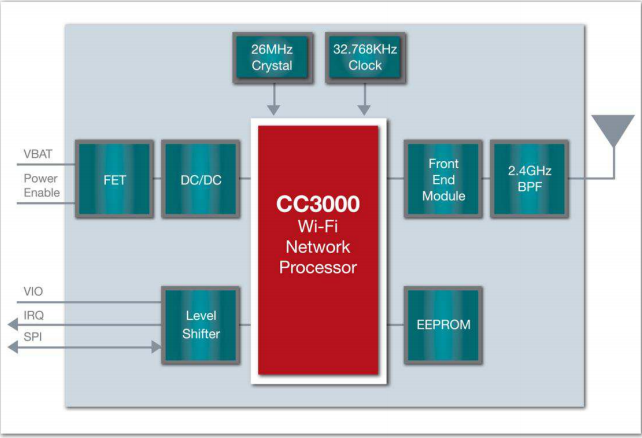 26MHz
Crystal
32.768KHz
Clock
VBAT
Power
Enable
FET
DC/DC
CC3000
Wi-Fi
Network
Processor
Front
End
Module
2.4GHz
BPF
VIO
IRQ
SPI
Level
Shifter
EEPROM